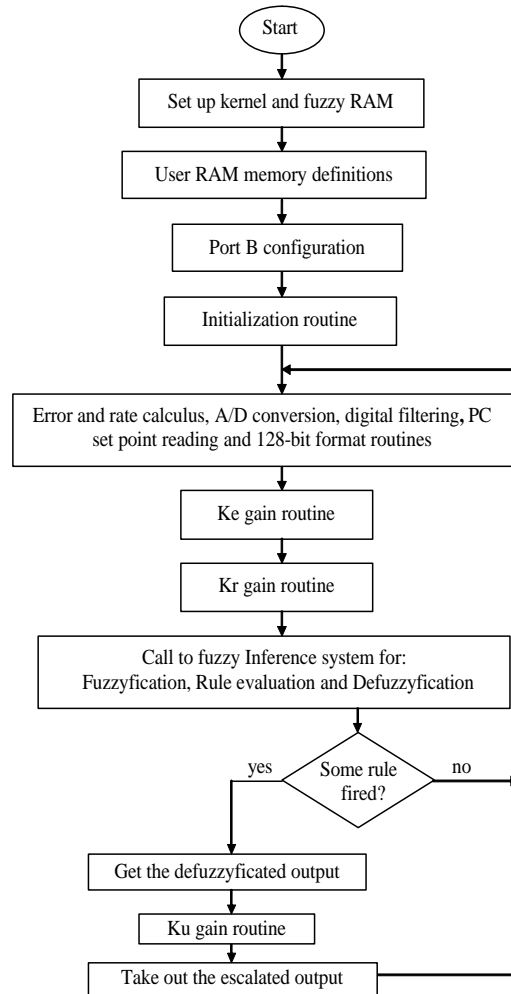 Start
Set up kernel and fuzzy RAM
User RAM memory definitions
Port B configuration
Initialization routine
Error and rate calculus, A/D conversion, digital filtering, PC
set point reading and 128-bit format routines
Ke gain routine
Kr gain routine
Call to fuzzy Inference system for:
Fuzzyfication, Rule evaluation and Defuzzyfication
yes
Some rule
fired?
no
Get the defuzzyficated output
Ku gain routine
Take out the escalated output